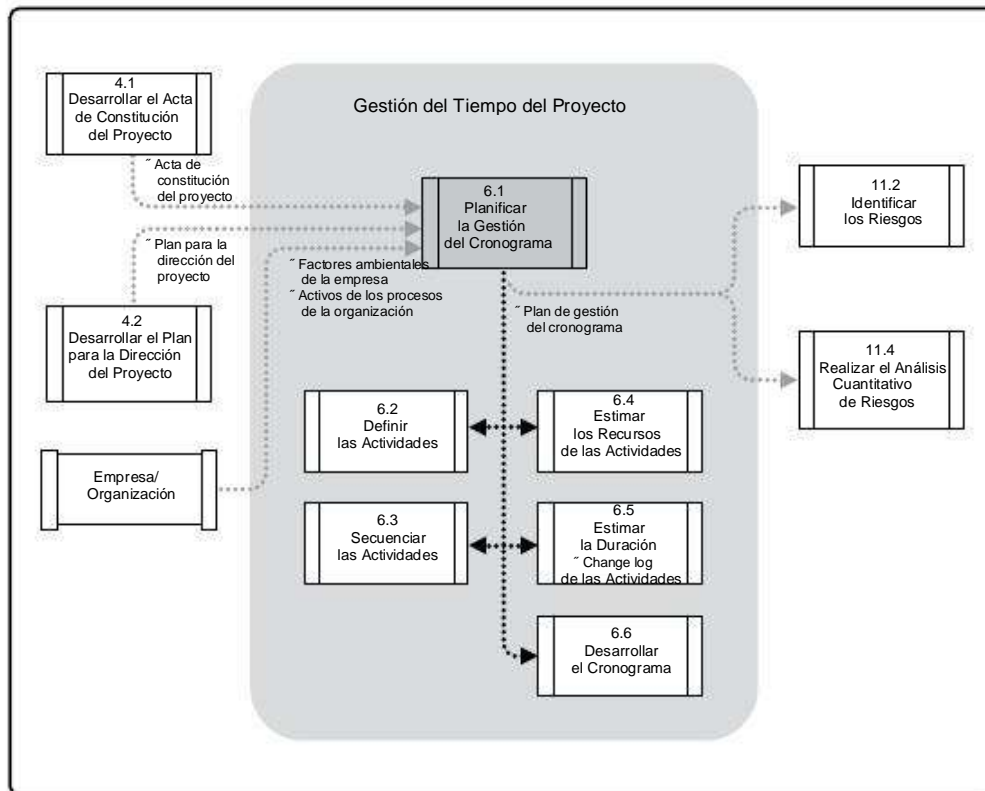 Gestión del Tiempo del Proyecto
4.1
Desarrollar el Acta
de Constitución
del Proyecto
˝ Acta de
constitución
del proyecto
6.1
Planificar
la Gestión
del Cronograma
11.2
Identificar
los Riesgos
˝ Plan para la
dirección del
proyecto
˝ Factores ambientales
de la empresa
˝ Activos de los procesos
de la organización
˝ Plan de gestión
del cronograma
4.2
Desarrollar el Plan
para la Dirección
del Proyecto
11.4
Realizar el Análisis
Cuantitativo
de Riesgos
6.2
Definir
las Actividades
6.4
Estimar
los Recursos
de las Actividades
Empresa/
Organización
6.3
Secuenciar
las Actividades
6.5
Estimar
la Duración
˝ Change log
de las Actividades
6.6
Desarrollar
el Cronograma